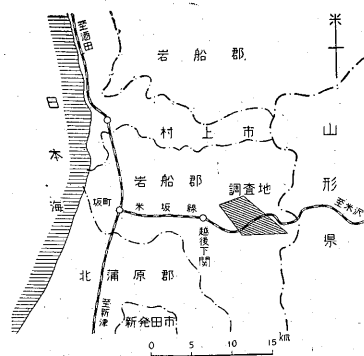 至酒田
岩船郡
米
日本海
村上市
山形県
岩船郡
調査地
至米沢
坂町
米坂線
越後下関
北蒲原郡
至新津
新発田市
0 5 10 15 km